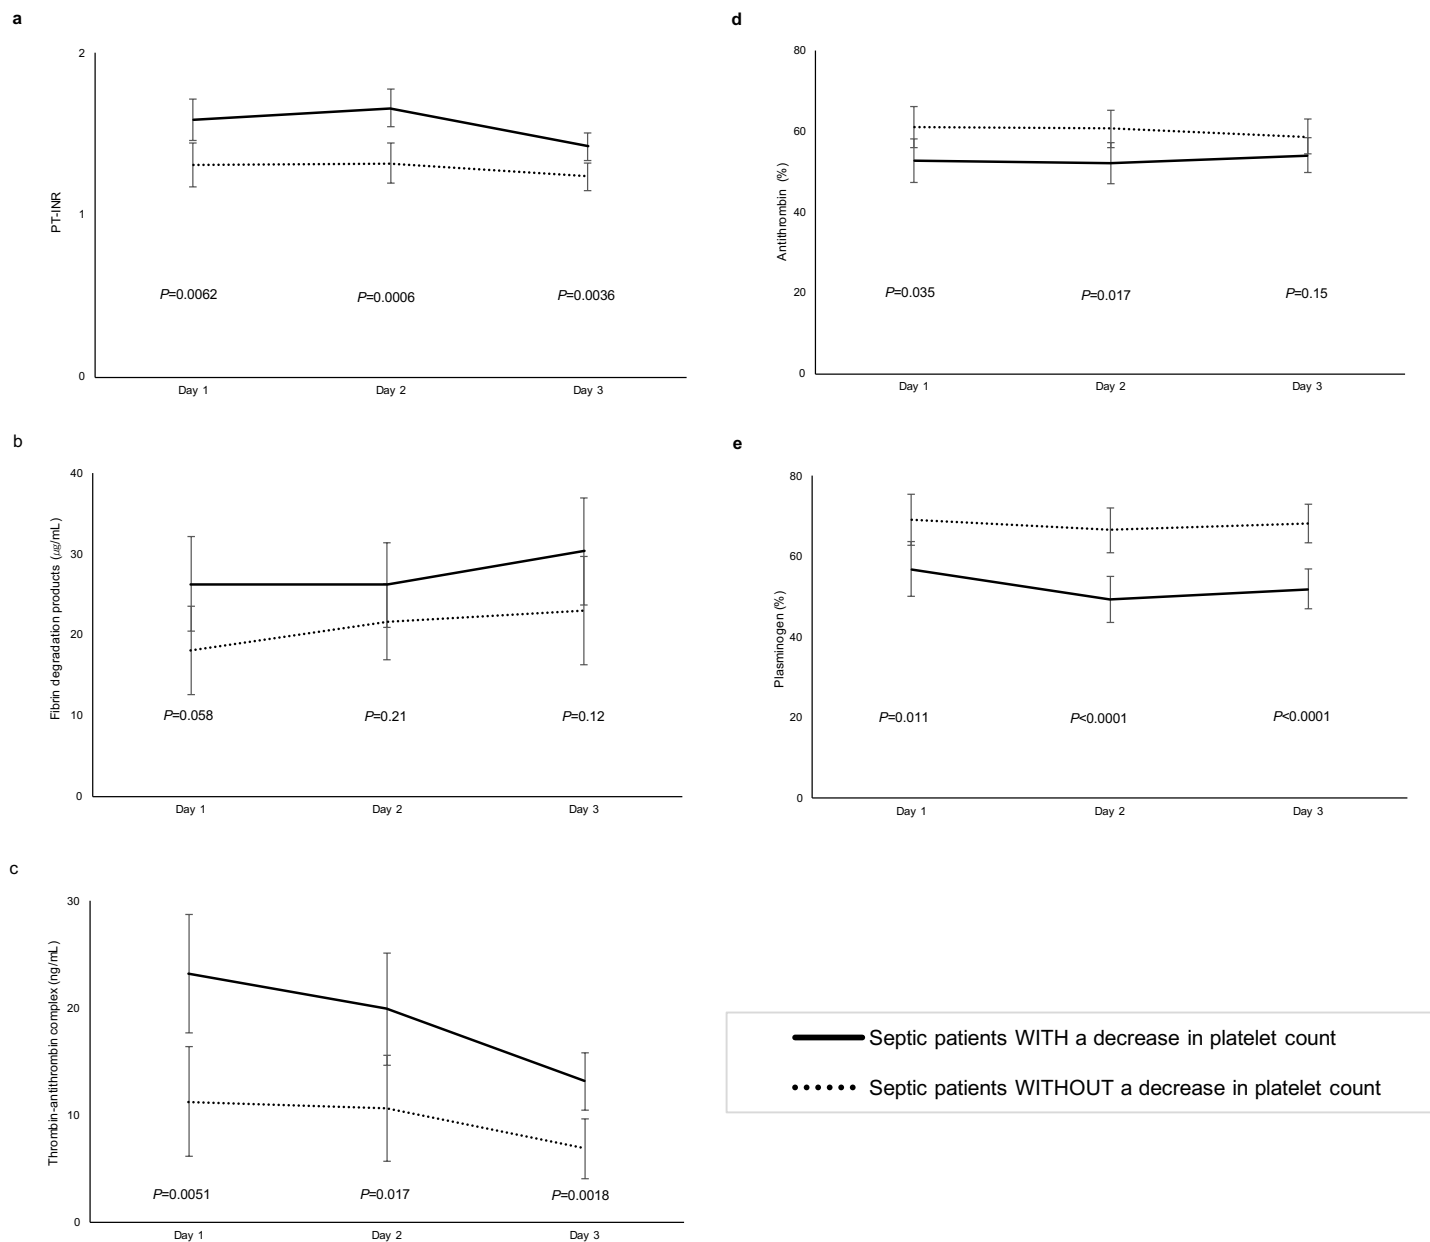 a
2
1
0
PT-INR
P=0.0062
P=0.0006
P=0.0036
Day 1
Day 2
Day 3
b
40
30
20
10
0
Fibrin degradation products (㎍/mL)
P=0.058
P=0.21
P=0.12
Day 1
Day 2
Day 3
c
30
20
10
0
Thrombin-antithrombin complex (ng/mL)
P=0.0051
P=0.017
P=0.0018
Day 1
Day 2
Day 3
d
80
60
40
20
0
Antithrombin (%)
P=0.035
P=0.017
P=0.15
Day 1
Day 2
Day 3
e
80
60
40
20
0
Plasminogen (%)
P=0.011
P<0.0001
P<0.0001
Day 1
Day 2
Day 3
Septic patients WITH a decrease in platelet count
Septic patients WITHOUT a decrease in platelet count